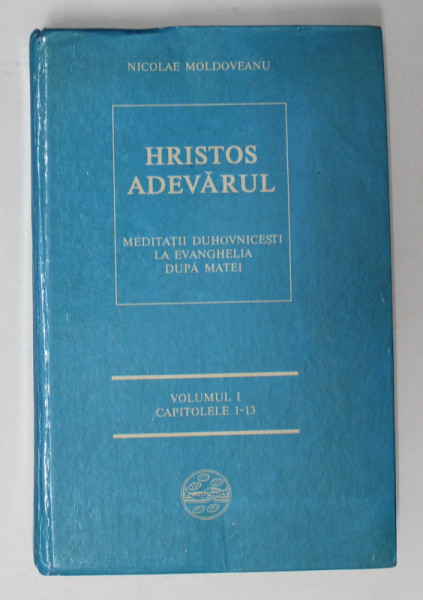 NICOLAE MOLDOVEANU
HRISTOS
ADEVĂRUL
MEDITAȚII DUHOVNICEȘTI
LA EVANGHELIA
DUPĂ MATEI
VOLUMUL I
CAPITOLELE 1-13